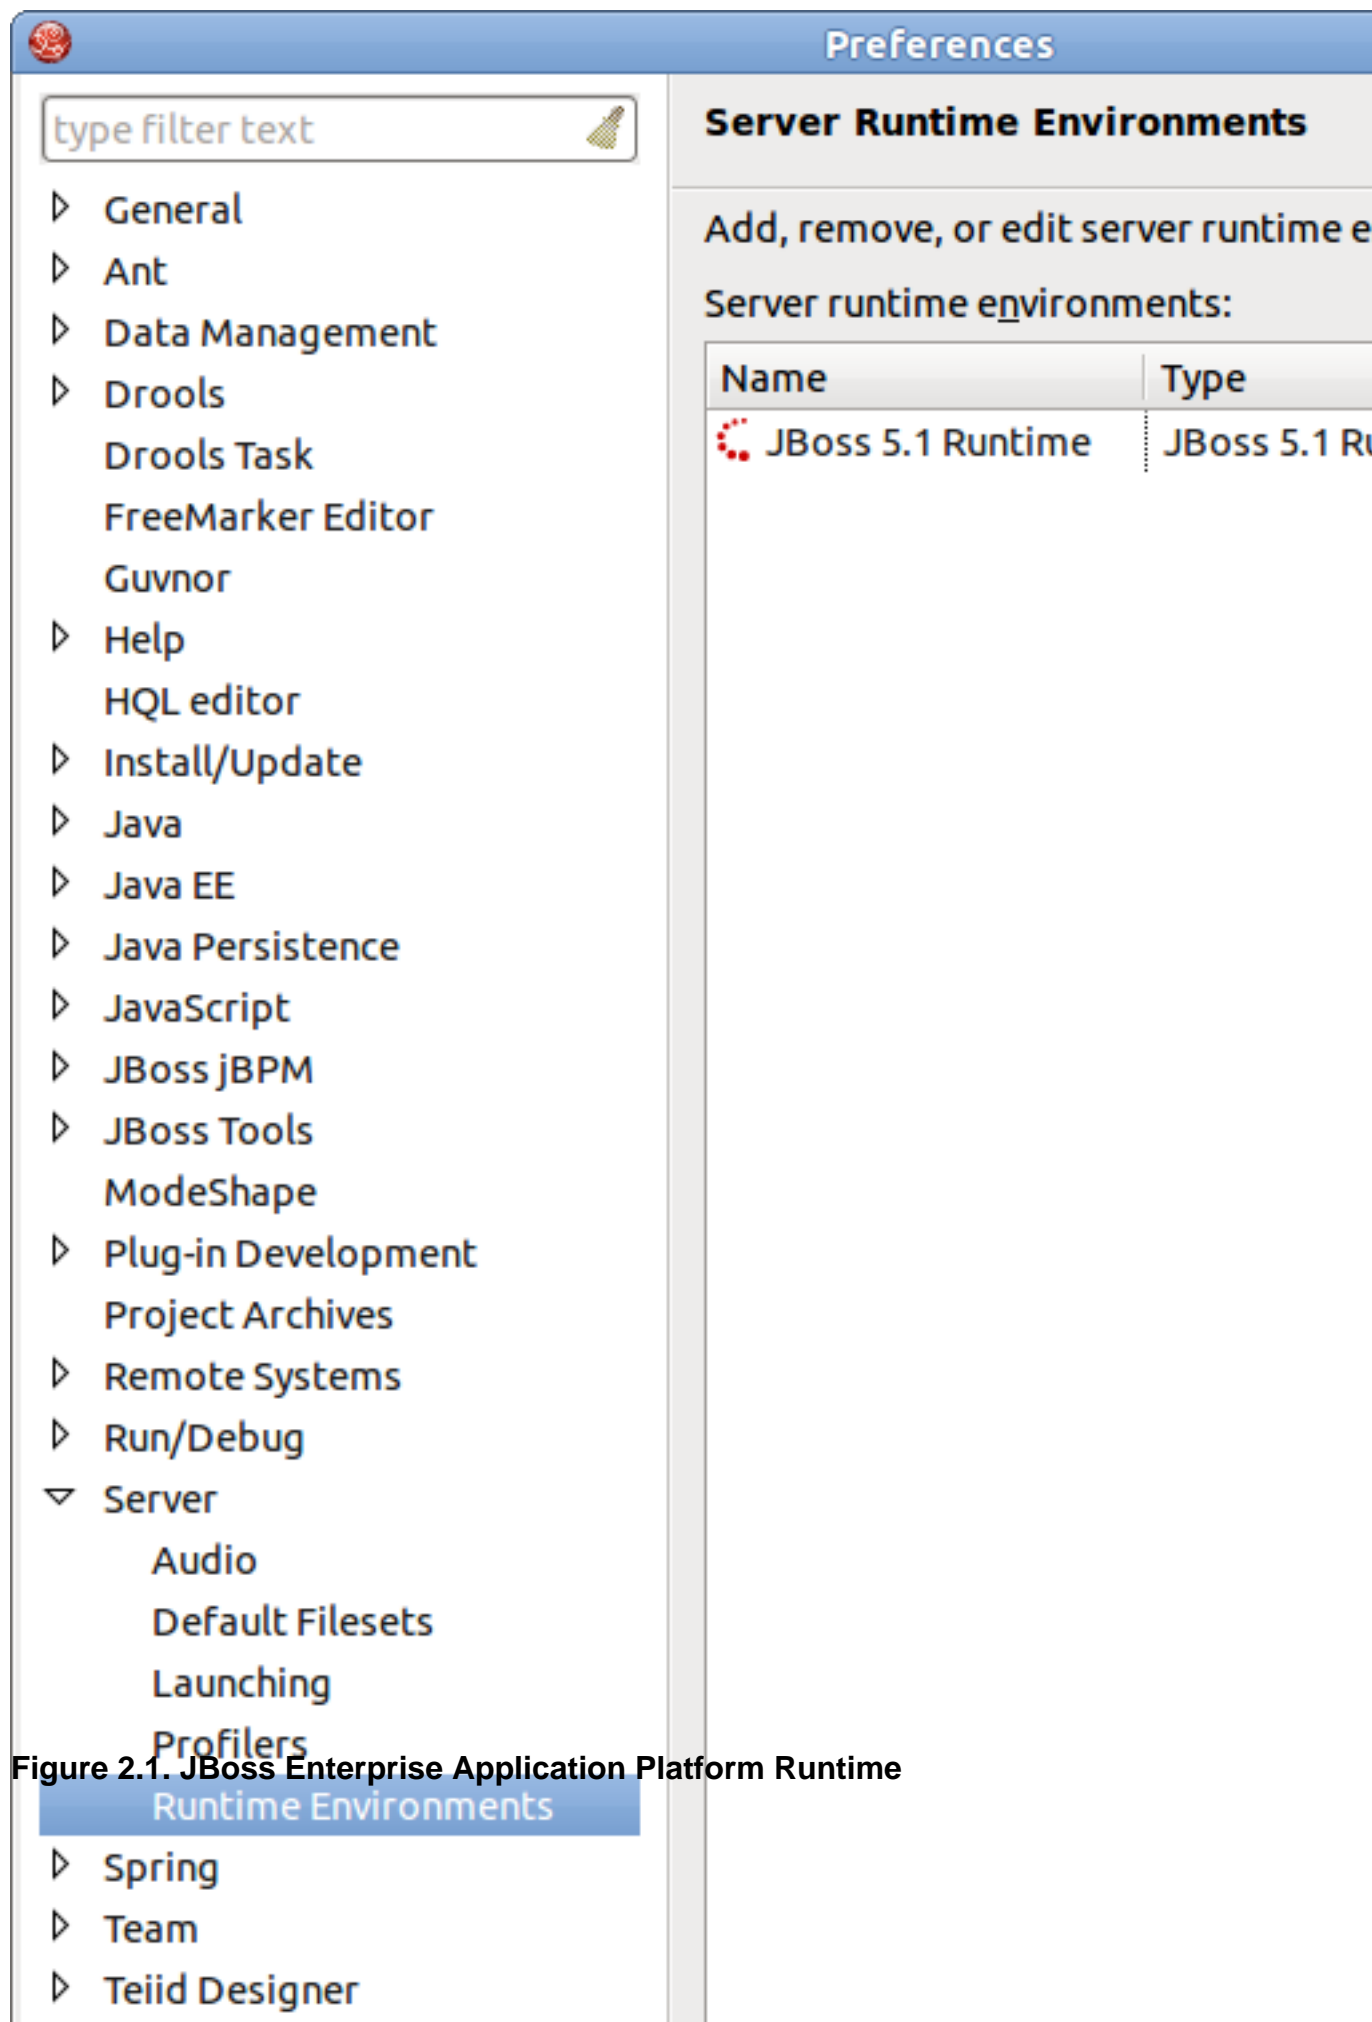 Preferences
type filter text
General
Ant
Data Management
Drools
Drools Task
FreeMarker Editor
Guvnor
Help
HQL editor
Install/Update
Java
Java EE
Java Persistence
JavaScript
JBoss jBPM
JBoss Tools
ModeShape
Plug-in Development
Project Archives
Remote Systems
Run/Debug
Server
Audio
Default Filesets
Launching
Profilers
Runtime Environments
Spring
Team
Teiid Designer
Server Runtime Environments
Add, remove, or edit server runtime
Server runtime environments:
Name Type
JBoss 5.1 Runtime JBoss 5.1
Figure 2.1. JBoss Enterprise Application Platform Runtime